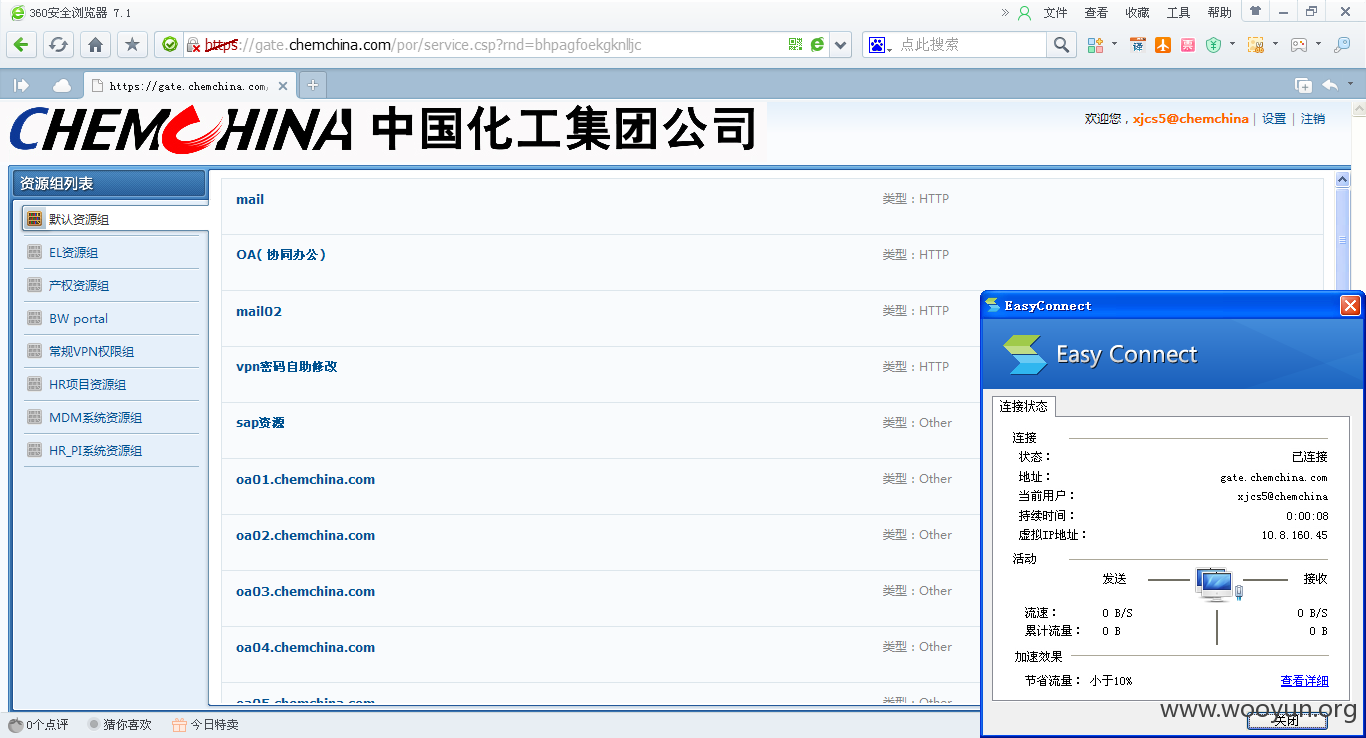 360安全浏览器 7.1
» 文件 查看 收藏 工具 帮助
https://gate.chemchina.com/por/service.csp?rnd=bhpagfoekgknlljc
点此搜索
译
票
https://gate.chemchina.com,
CHEMCHINA 中国化工集团公司
欢迎您，xjcs5@chemchina | 设置 | 注销
资源组列表
默认资源组
EL资源组
产权资源组
BW portal
常规VPN权限组
HR项目资源组
MDM系统资源组
HR_PI系统资源组
mail 类型：HTTP
OA( 协同办公 ) 类型：HTTP
mail02 类型：HTTP
vpn密码自助修改 类型：HTTP
sap资源 类型：Other
oa01.chemchina.com 类型：Other
oa02.chemchina.com 类型：Other
oa03.chemchina.com 类型：Other
oa04.chemchina.com 类型：Other
oa05.chemchina.com 类型：Other
EasyConnect
Easy Connect
连接状态
连接
状态： 已连接
地址： gate.chemchina.com
当前用户： xjcs5@chemchina
持续时间： 0:00:08
虚拟IP地址： 10.8.160.45
活动
发送 接收
流速： 0 B/S 0 B/S
累计流量： 0 B 0 B
加速效果
节省流量： 小于10% 查看详细
关闭
www.wooyun.org
0个点评 猜你喜欢 今日特卖